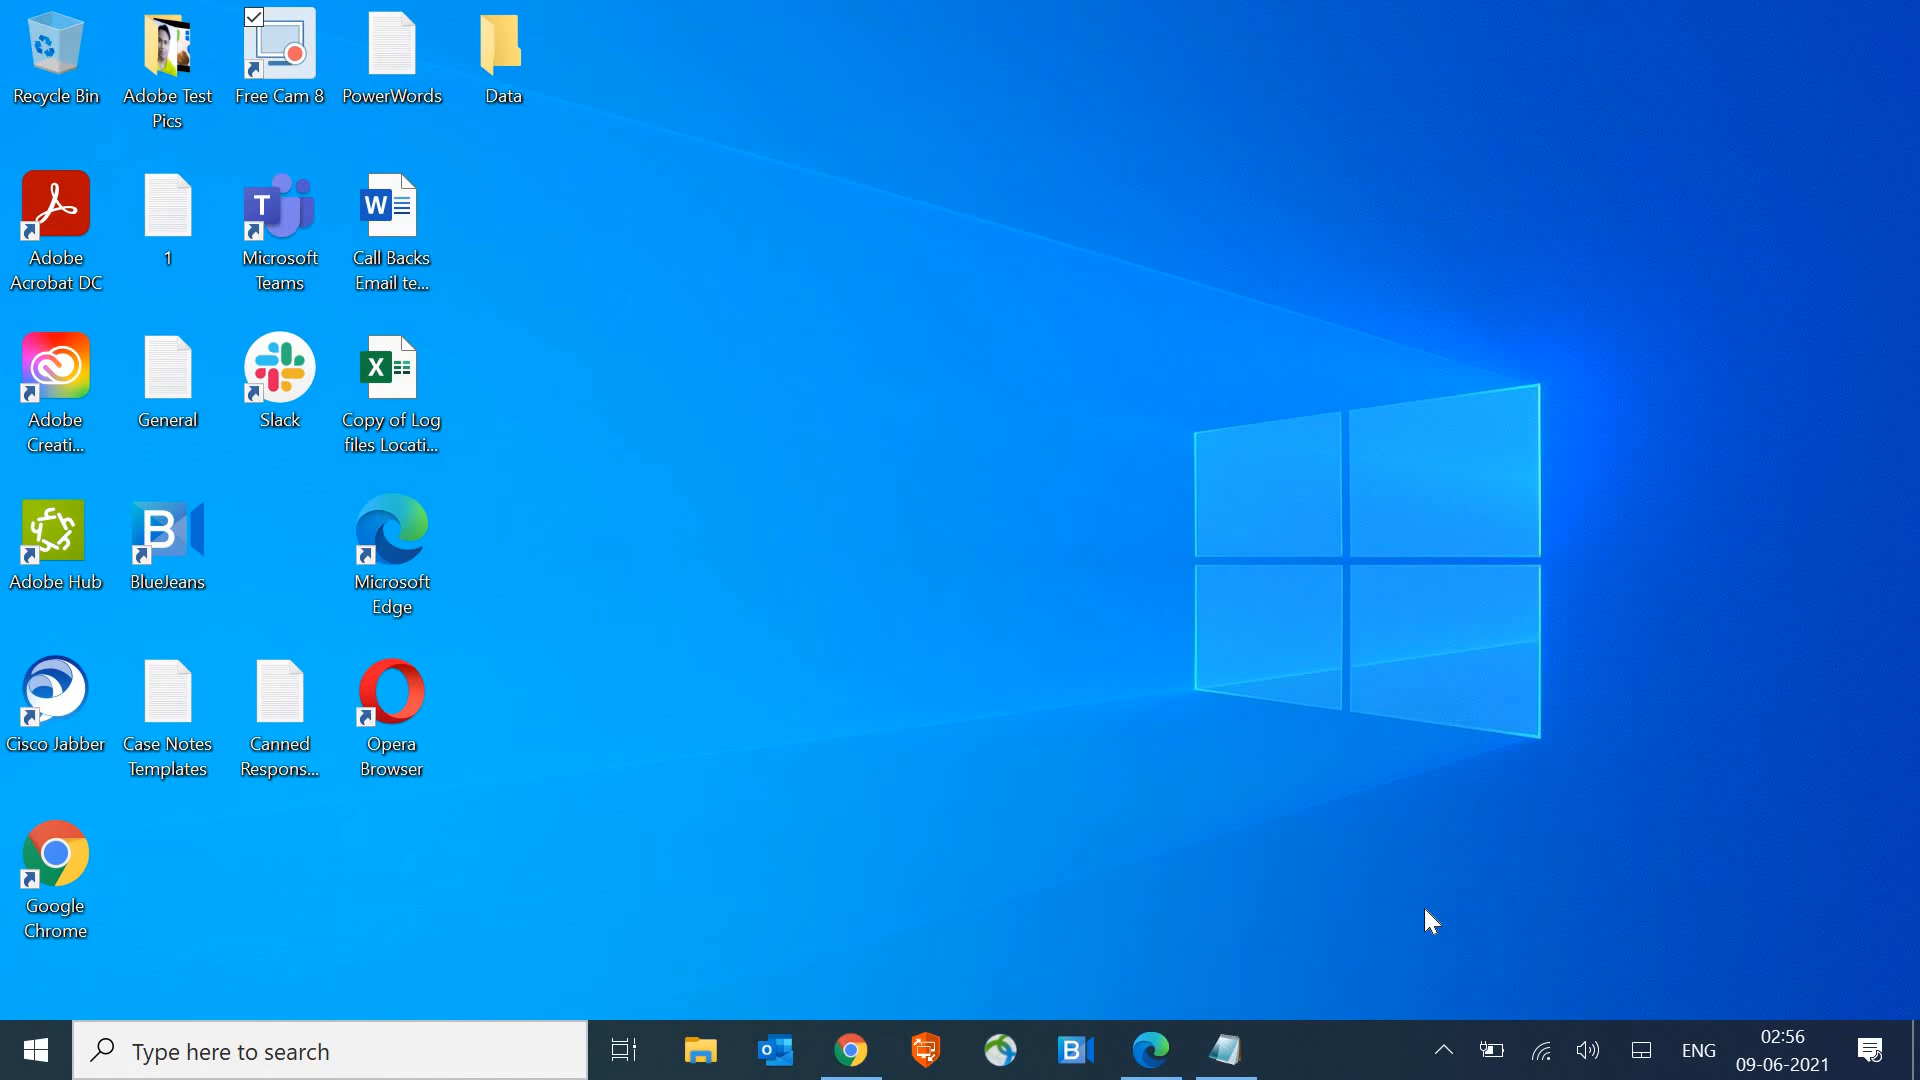 Recycle Bin
Adobe Test
Pics
Free Cam 8
PowerWords
Data
Adobe
Acrobat DC
1
T
Microsoft
Teams
W
Call Backs
Email te...
Adobe
Creati...
General
Slack
X
Copy of Log
files Locati...
Adobe Hub
B
BlueJeans
Microsoft
Edge
Cisco Jabber
Case Notes
Templates
Canned
Respons...
Opera
Browser
Google
Chrome
Type here to search
B
ENG
02:56
09-06-2021